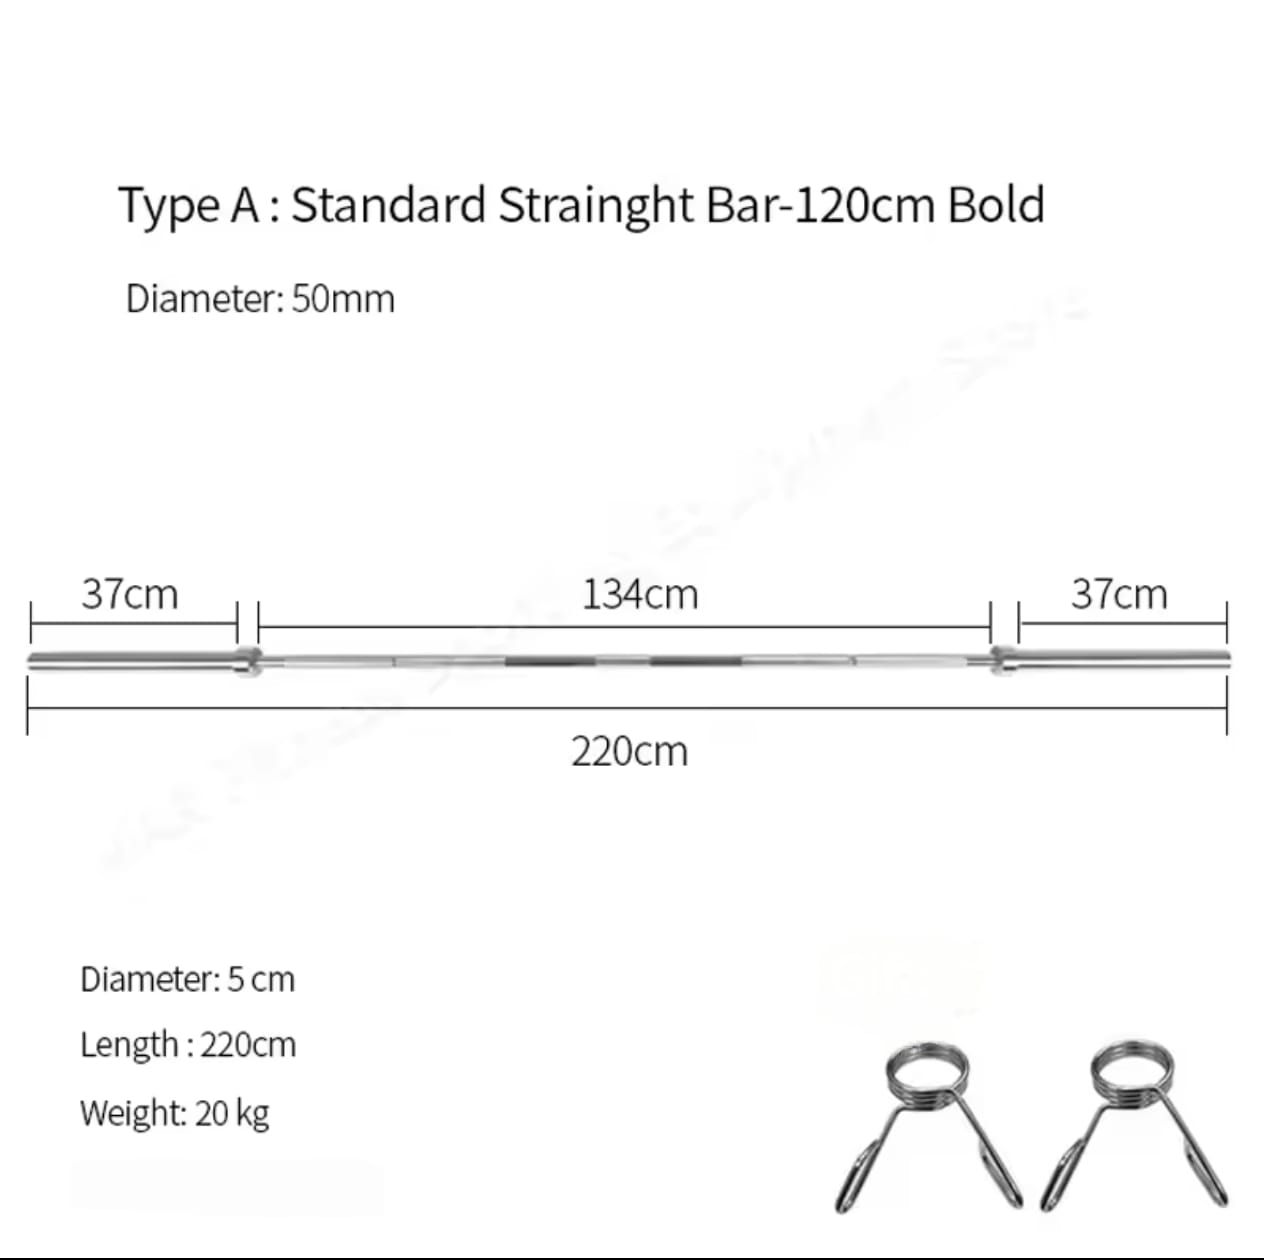 Type A : Standard Strainght Bar-120cm Bold
Diameter: 50mm
37cm
134cm
37cm
220cm
Diameter: 5 cm
Length : 220cm
Weight: 20 kg